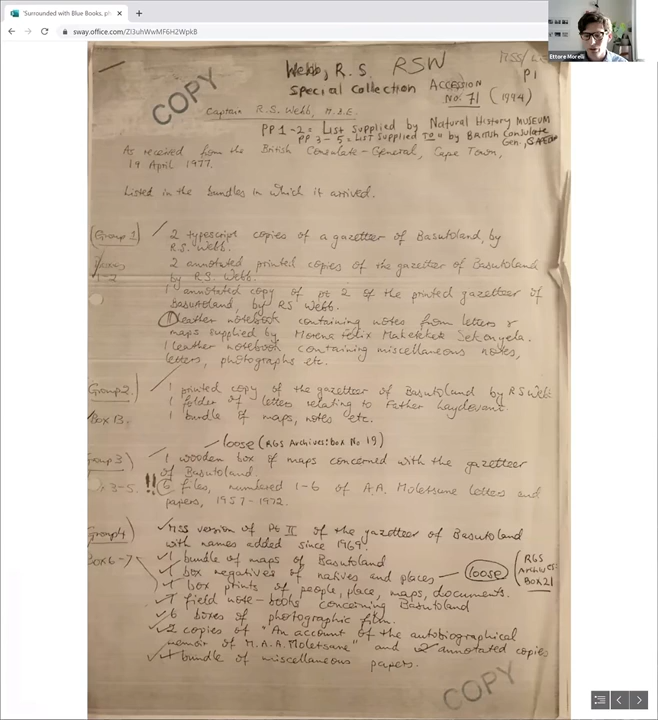 'Surrounded with Blue Books, p
sway.office.com/Zl3uhWwMF6H2WpkB
Ettore Morelli
COPY
Webb, R. S. RSW
MSS/
P1
Special Collection Accession
No: 71 (1994)
Captain R.S. Webb,
PP 1-2 = List supplied by Natural History Museum
PP 3-5 = List supplied to " by British Consulate
Gen.,
As received from the British Consulate-General, Cape Town,
19 April 1977.
Listed in the bundles in which it arrived.
(Group 1)
2 typescript copies of a gazetteer of Basutoland, by
R.S. Webb.
2 annotated printed copies of the gazetteer of Basutoland
1-2
by R.S. Webb.
1 annotated copy of pt 2 of the printed gazetteer of
Basutoland, by RS Webb.
1 leather notebook containing notes from letters &
maps supplied by Morena Felix Makekhek Sekonyela.
1 leather notebook containing miscellaneous notes,
letters, photographs etc.
Group 2.
1 printed copy of the gazetteer of Basutoland by R S Webb
1 folder of letters relating to Father Laydevant.
Box 13.
1 bundle of maps, notes etc.
loose (RGS Archives: box No 19)
Group 3)
1 wooden box of maps concerned with the gazetteer
of Basutoland.
3-5. !! 6 files, numbered 1-6 of A.A. Moletsane letters and
papers, 1957-1972.
Group 4
MSS version of Pt II of the gazetteer of Basutoland
with names added since 1969.
Box 6-7
1 bundle of maps of Basutoland
1 box negatives of natives and places — loose
(RGS Archives: Box 21
1 box prints of people, place, maps, documents.
7 field note-books concerning Basutoland
6 boxes of photographic film.
2 copies of "An account of the autobiographical
memoir of M.A.A. Moletsane" and 2 annotated copies
1 bundle of miscellaneous papers.
COPY